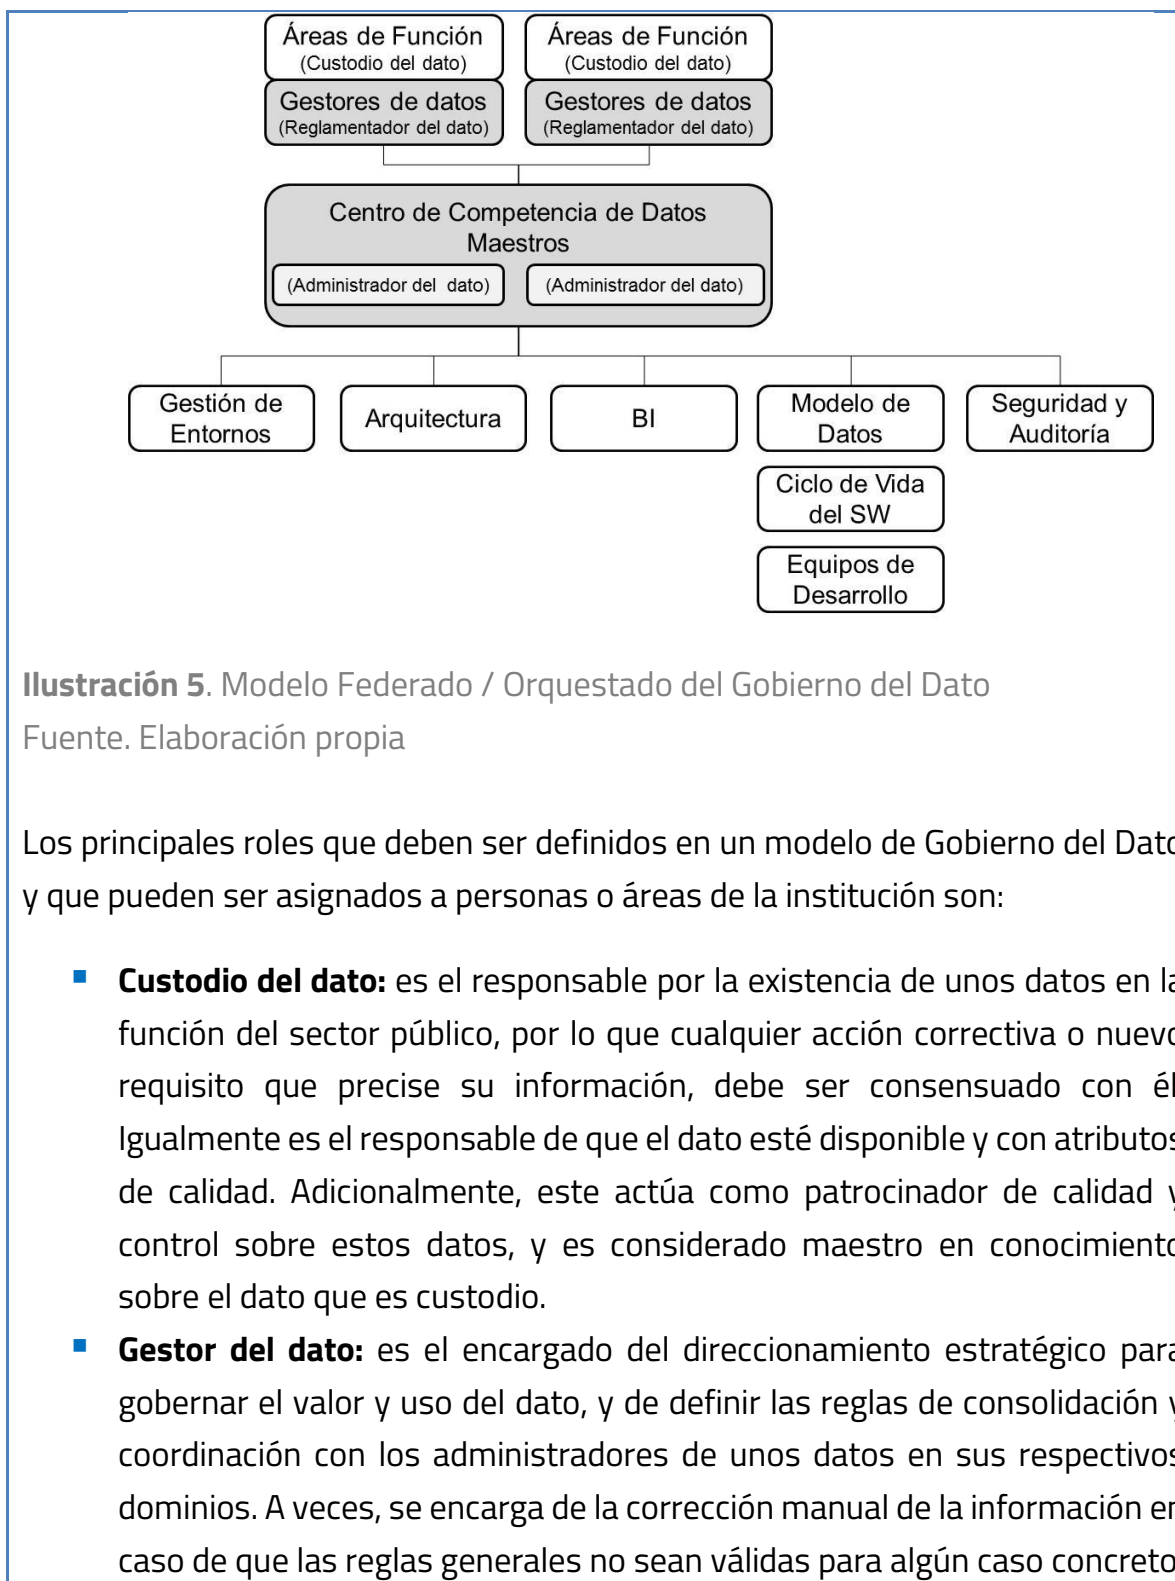 Áreas de Función
(Custodio del dato)
Gestores de datos
(Reglamentador del dato)
Áreas de Función
(Custodio del dato)
Gestores de datos
(Reglamentador del dato)
Centro de Competencia de Datos
Maestros
(Administrador del dato)
(Administrador del dato)
Gestión de
Entornos
Arquitectura
BI
Modelo de
Datos
Seguridad y
Auditoría
Ciclo de Vida
del SW
Equipos de
Desarrollo
Ilustración 5. Modelo Federado / Orquestado del Gobierno del Dato
Fuente. Elaboración propia
Los principales roles que deben ser definidos en un modelo de Gobierno del Dato
y que pueden ser asignados a personas o áreas de la institución son:
Custodio del dato: es el responsable por la existencia de unos datos en la
función del sector público, por lo que cualquier acción correctiva o nuevo
requisito que precise su información, debe ser consensuado con él
Igualmente es el responsable de que el dato esté disponible y con atributos
de calidad. Adicionalmente, este actúa como patrocinador de calidad y
control sobre estos datos, y es considerado maestro en conocimiento
sobre el dato que es custodio.
Gestor del dato: es el encargado del direccionamiento estratégico para
gobernar el valor y uso del dato, y de definir las reglas de consolidación y
coordinación con los administradores de unos datos en sus respectivos
dominios. A veces, se encarga de la corrección manual de la información en
caso de que las reglas generales no sean válidas para algún caso concreto